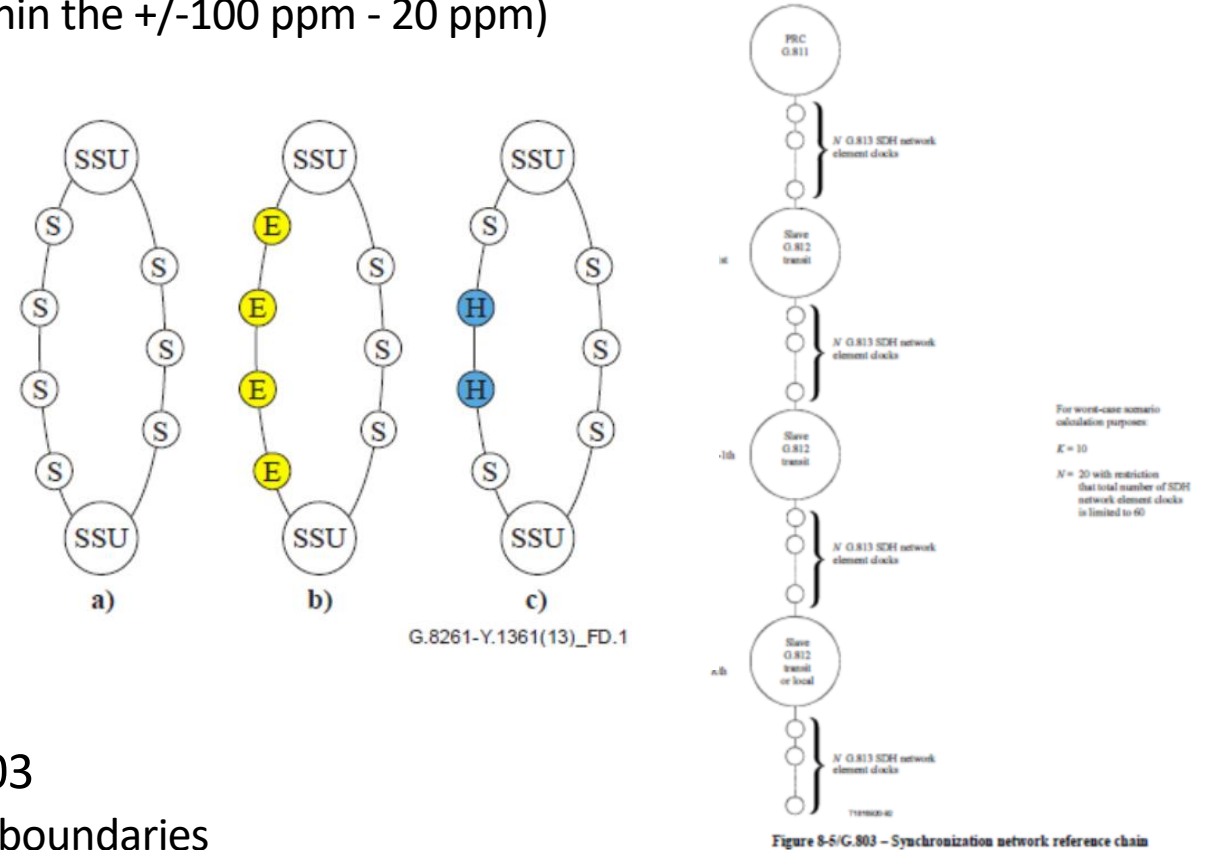 hin the +/-100 ppm - 20 ppm)
SSU
S
S
S
S
S
S
S
SSU
a)
SSU
E
E
E
E
S
S
S
SSU
b)
SSU
S
H
H
S
S
S
S
SSU
c)
G.8261-Y.1361(13)_FD.1
03
boundaries
PRC
G.811
N G.813 SDH network
element clocks
Slave
G.812
transit
st
N G.813 SDH network
element clocks
Slave
G.812
transit
-1th
N G.813 SDH network
element clocks
Slave
G.812
transit
or local
N G.813 SDH network
element clocks
For worst-case scenario
calculation purposes:
K = 10
N = 20 with restriction
that total number of SDH
network element clocks
is limited to 60
Figure 8-5/G.803 – Synchronization network reference chain